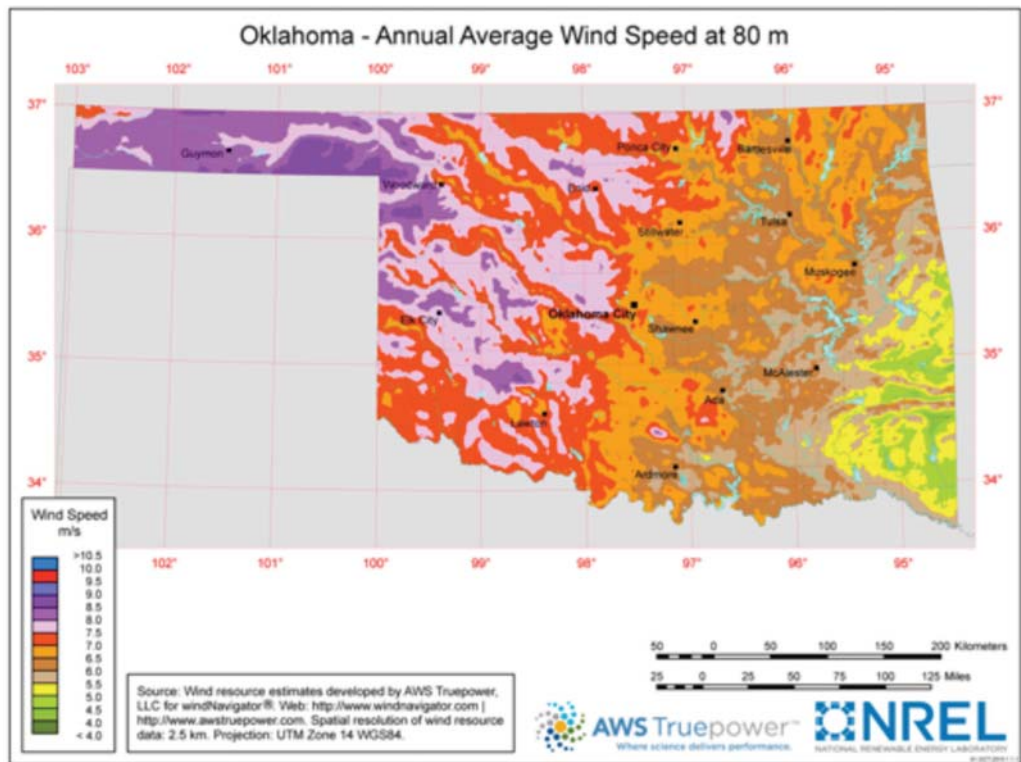 Oklahoma - Annual Average Wind Speed at 80 m
103° 102° 101° 100° 99° 98° 97° 96° 95°
37° 37°
Guymon
Ponca City
Bartlesville
Woodward
Enid
36° 36°
Stillwater
Tulsa
Muskogee
Oklahoma City
Elk City
Shawnee
35° 35°
McAlester
Ada
Lawton
Ardmore
34° 34°
102° 101° 100° 99° 98° 97° 96° 95°
Wind Speed
m/s
>10.5
10.0
9.5
9.0
8.5
8.0
7.5
7.0
6.5
6.0
5.5
5.0
4.5
4.0
< 4.0
50 0 50 100 150 200 Kilometers
25 0 25 50 75 100 125 Miles
Source: Wind resource estimates developed by AWS Truepower,
LLC for windNavigator®. Web: http://www.windnavigator.com |
http://www.awstruepower.com. Spatial resolution of wind resource
data: 2.5 km. Projection: UTM Zone 14 WGS84.
AWS Truepower™
Where science delivers performance.
NREL
NATIONAL RENEWABLE ENERGY LABORATORY